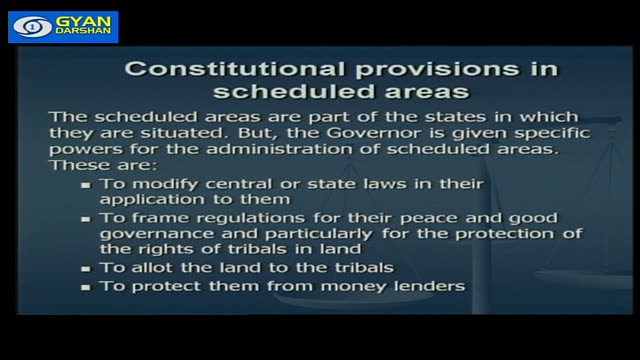 GYAN
DARSHAN
Constitutional provisions in
scheduled areas
The scheduled areas are part of the states in which
they are situated. But, the Governor is given specific
powers for the administration of scheduled areas.
These are:
To modify central or state laws in their
application to them
To frame regulations for their peace and good
governance and particularly for the protection of
the rights of tribals in land
To allot the land to the tribals
To protect them from money lenders